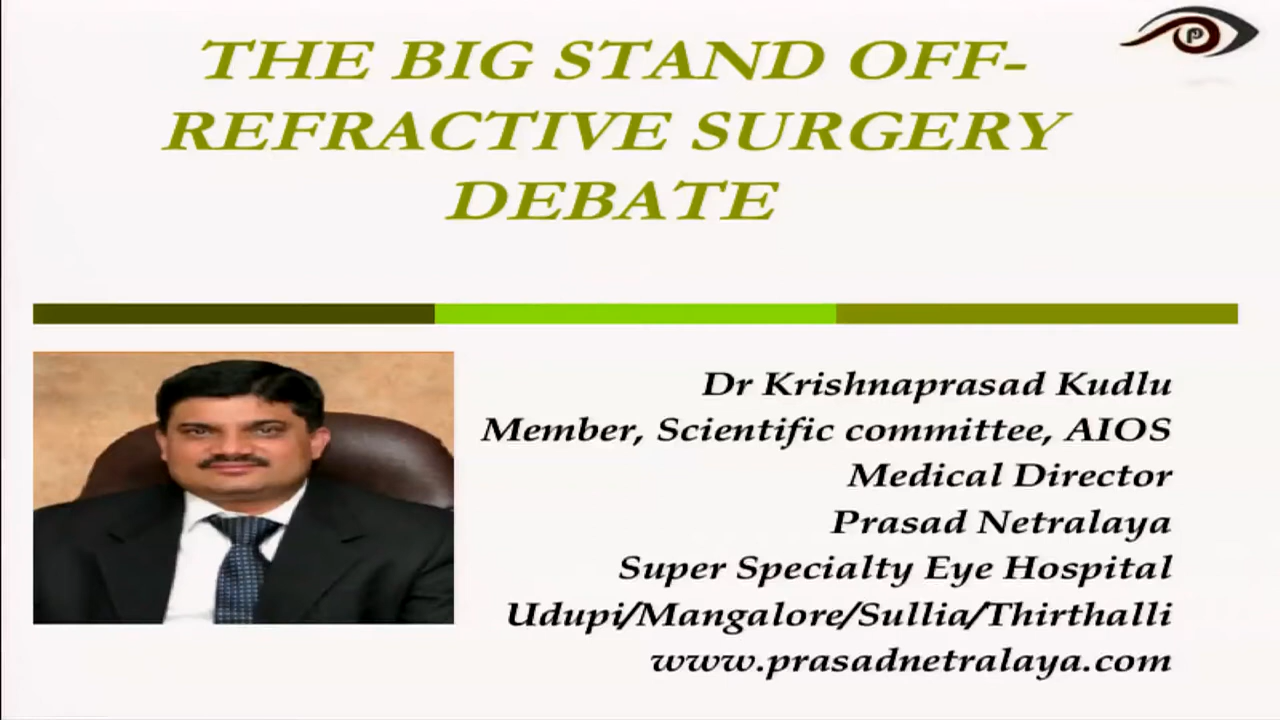 THE BIG STAND OFF-
REFRACTIVE SURGERY
DEBATE
Dr Krishnaprasad Kudlu
Member, Scientific committee, AIOS
Medical Director
Prasad Netralaya
Super Specialty Eye Hospital
Udupi/Mangalore/Sullia/Thirthalli
www.prasadnetralaya.com